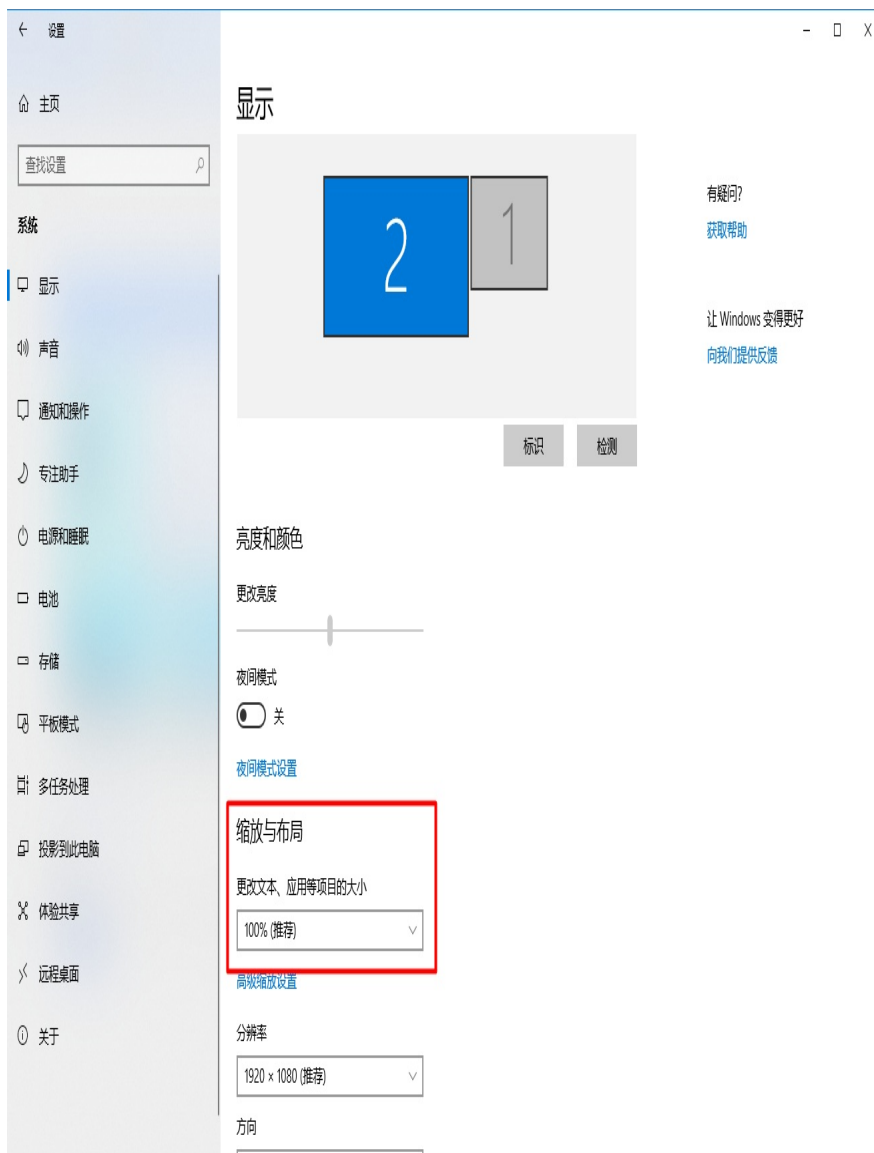 设置
主页
查找设置
系统
显示
声音
通知和操作
专注助手
电源和睡眠
电池
存储
平板模式
多任务处理
投影到此电脑
体验共享
远程桌面
关于
显示
2
1
标识
检测
亮度和颜色
更改亮度
夜间模式
关
夜间模式设置
缩放与布局
更改文本、应用等项目的大小
100% (推荐)
高级缩放设置
分辨率
1920 × 1080 (推荐)
方向
有疑问?
获取帮助
让 Windows 变得更好
向我们提供反馈